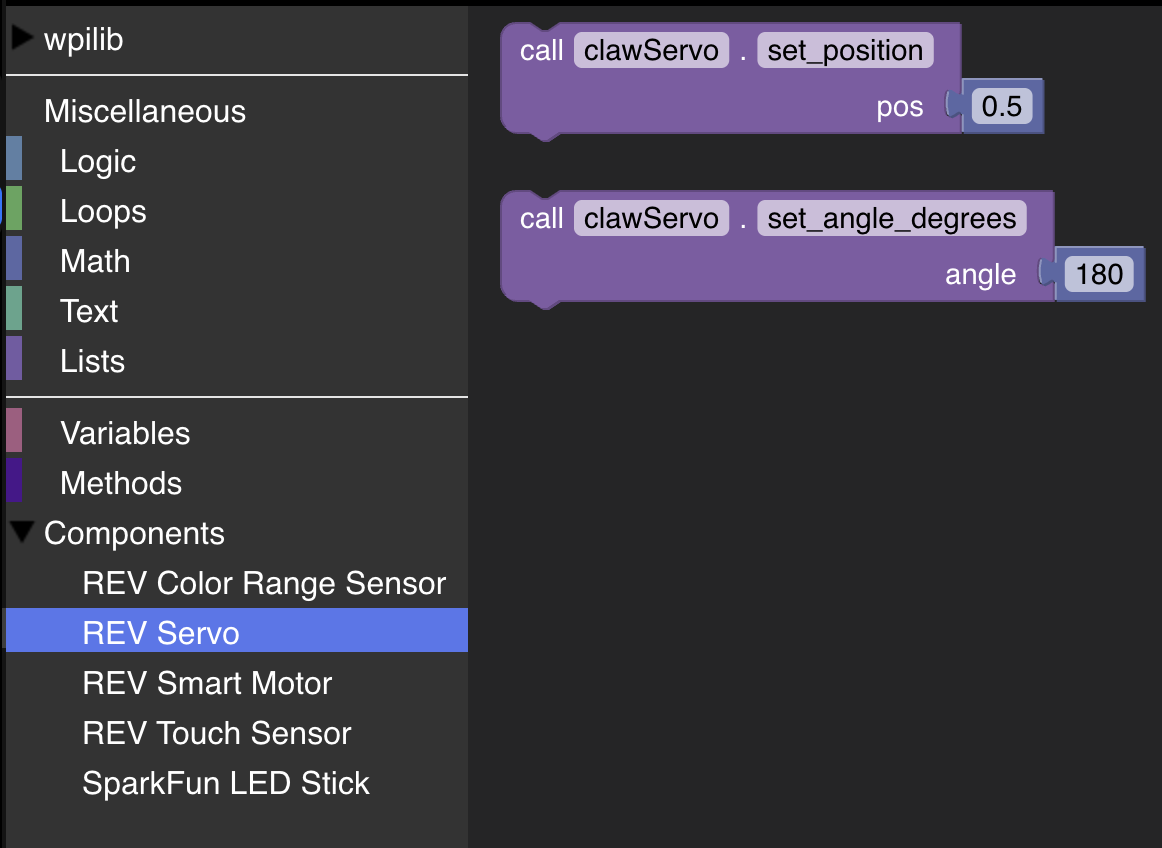 wpilib
Miscellaneous
Logic
Loops
Math
Text
Lists
Variables
Methods
Components
REV Color Range Sensor
REV Servo
REV Smart Motor
REV Touch Sensor
SparkFun LED Stick
call clawServo . set_position
pos 0.5
call clawServo . set_angle_degrees
angle 180